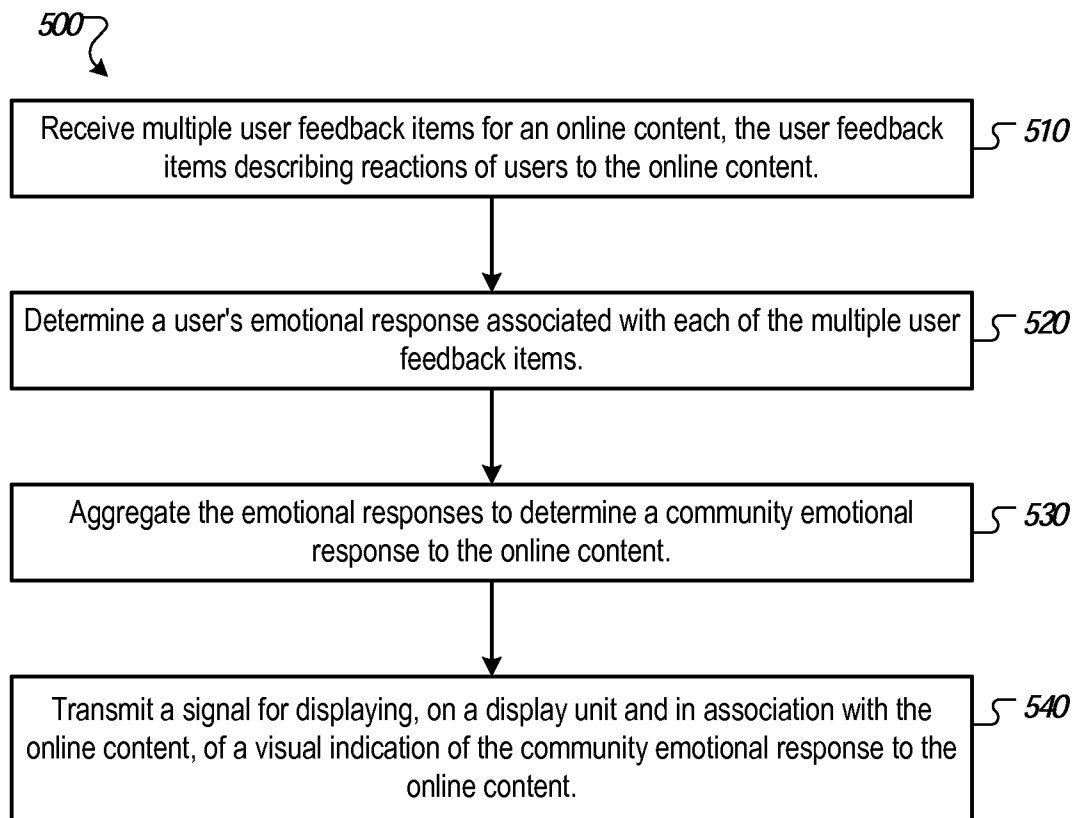 500
Receive multiple user feedback items for an online content, the user feedback
items describing reactions of users to the online content.
510
Determine a user's emotional response associated with each of the multiple user
feedback items.
520
Aggregate the emotional responses to determine a community emotional
response to the online content.
530
Transmit a signal for displaying, on a display unit and in association with the
online content, of a visual indication of the community emotional response to the
online content.
540